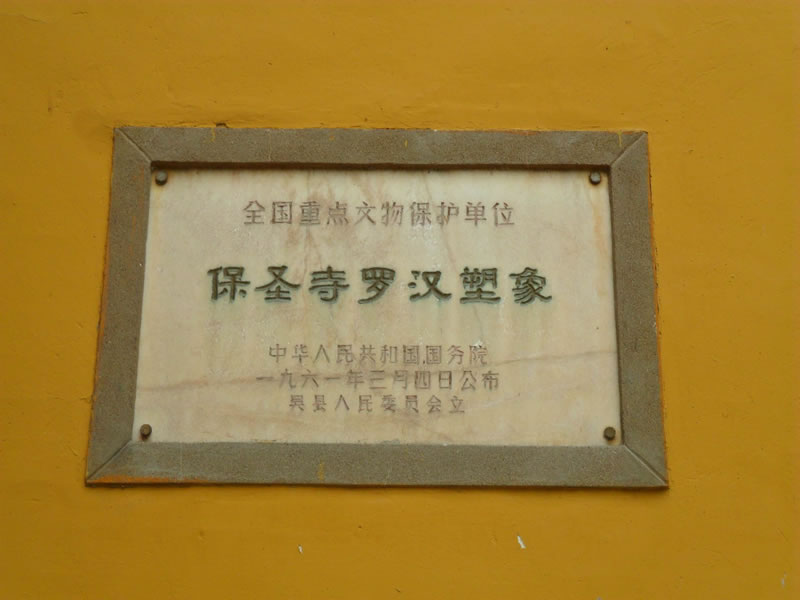 全国重点文物保护单位
保圣寺罗汉塑象
中华人民共和国国务院
一九六一年三月四日公布
吴县人民委员会立